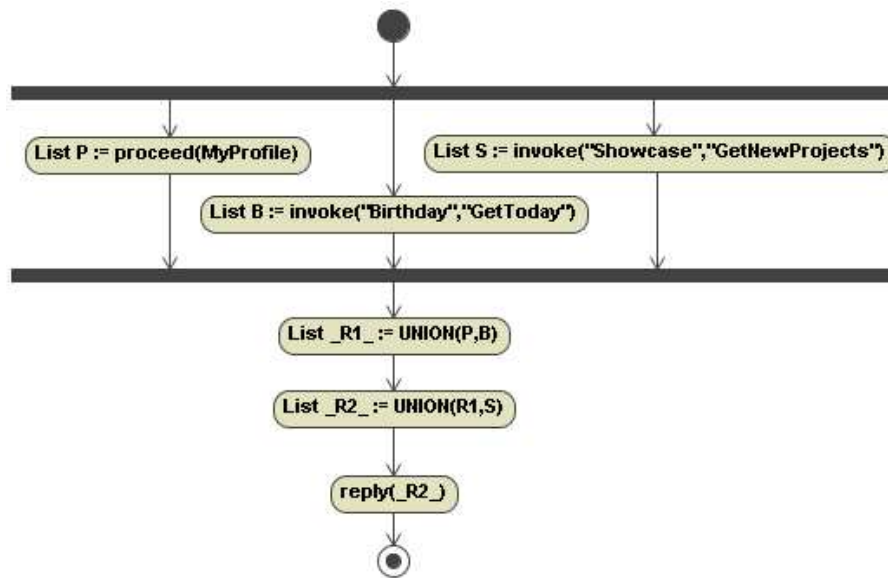 List P := proceed(MyProfile)
List S := invoke("Showcase","GetNewProjects")
List B := invoke("Birthday","GetToday")
List _R1_ := UNION(P,B)
List _R2_ := UNION(R1,S)
reply(_R2_)